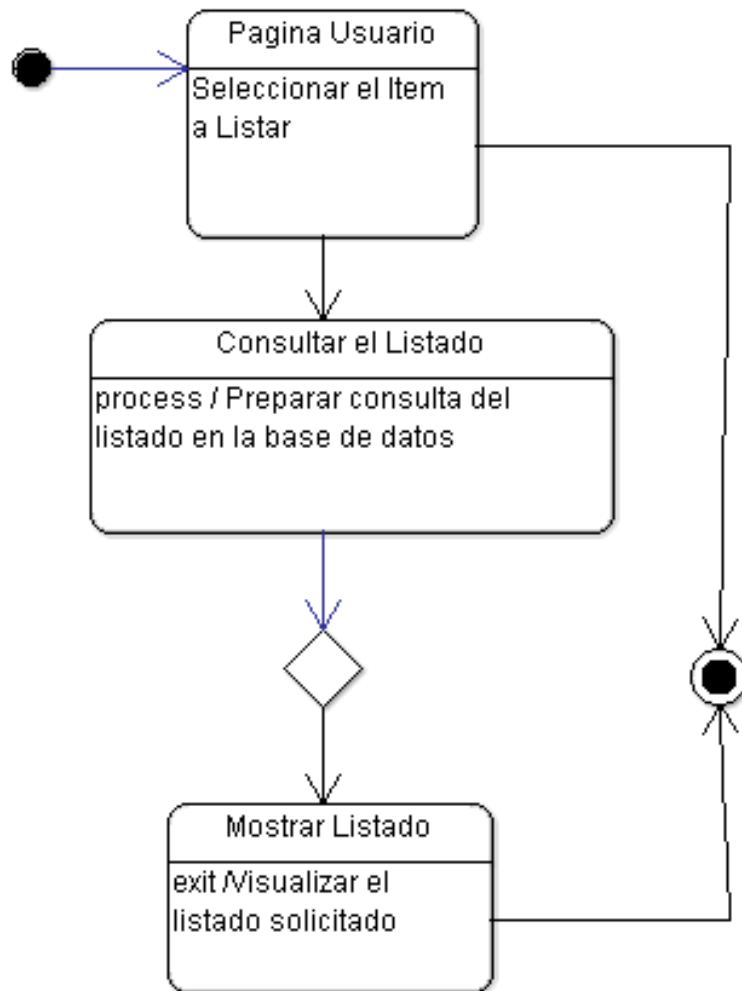 Pagina Usuario
Seleccionar el Item
a Listar
Consultar el Listado
process / Preparar consulta del
listado en la base de datos
Mostrar Listado
exit /Visualizar el
listado solicitado